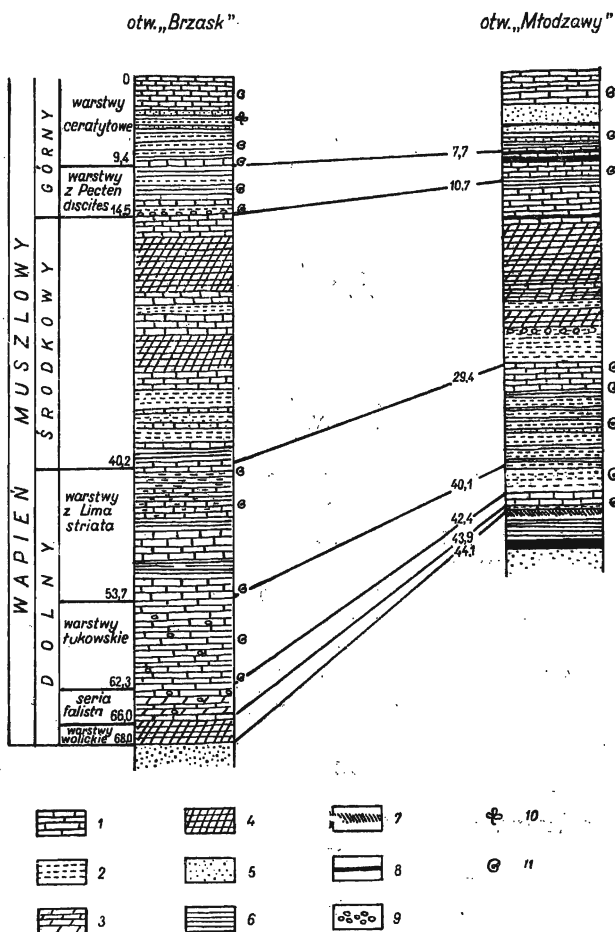 otw. „Brzask”
otw. „Młodzawy”
WAPIEŃ MUSZLOWY
GÓRNY
ŚRODKOWY
DOLNY
0
warstwy
ceratytowe
9,4
warstwy
z Pecten
discites 14,5
40,2
warstwy
z Lima
striata
53,7
warstwy
łukowskie
62,3
seria
falista
66,0
warstwy
wolickie 68,0
7,7
10,7
29,4
40,1
42,4
43,9
44,1
1
4
7
10
2
5
8
11
3
6
9